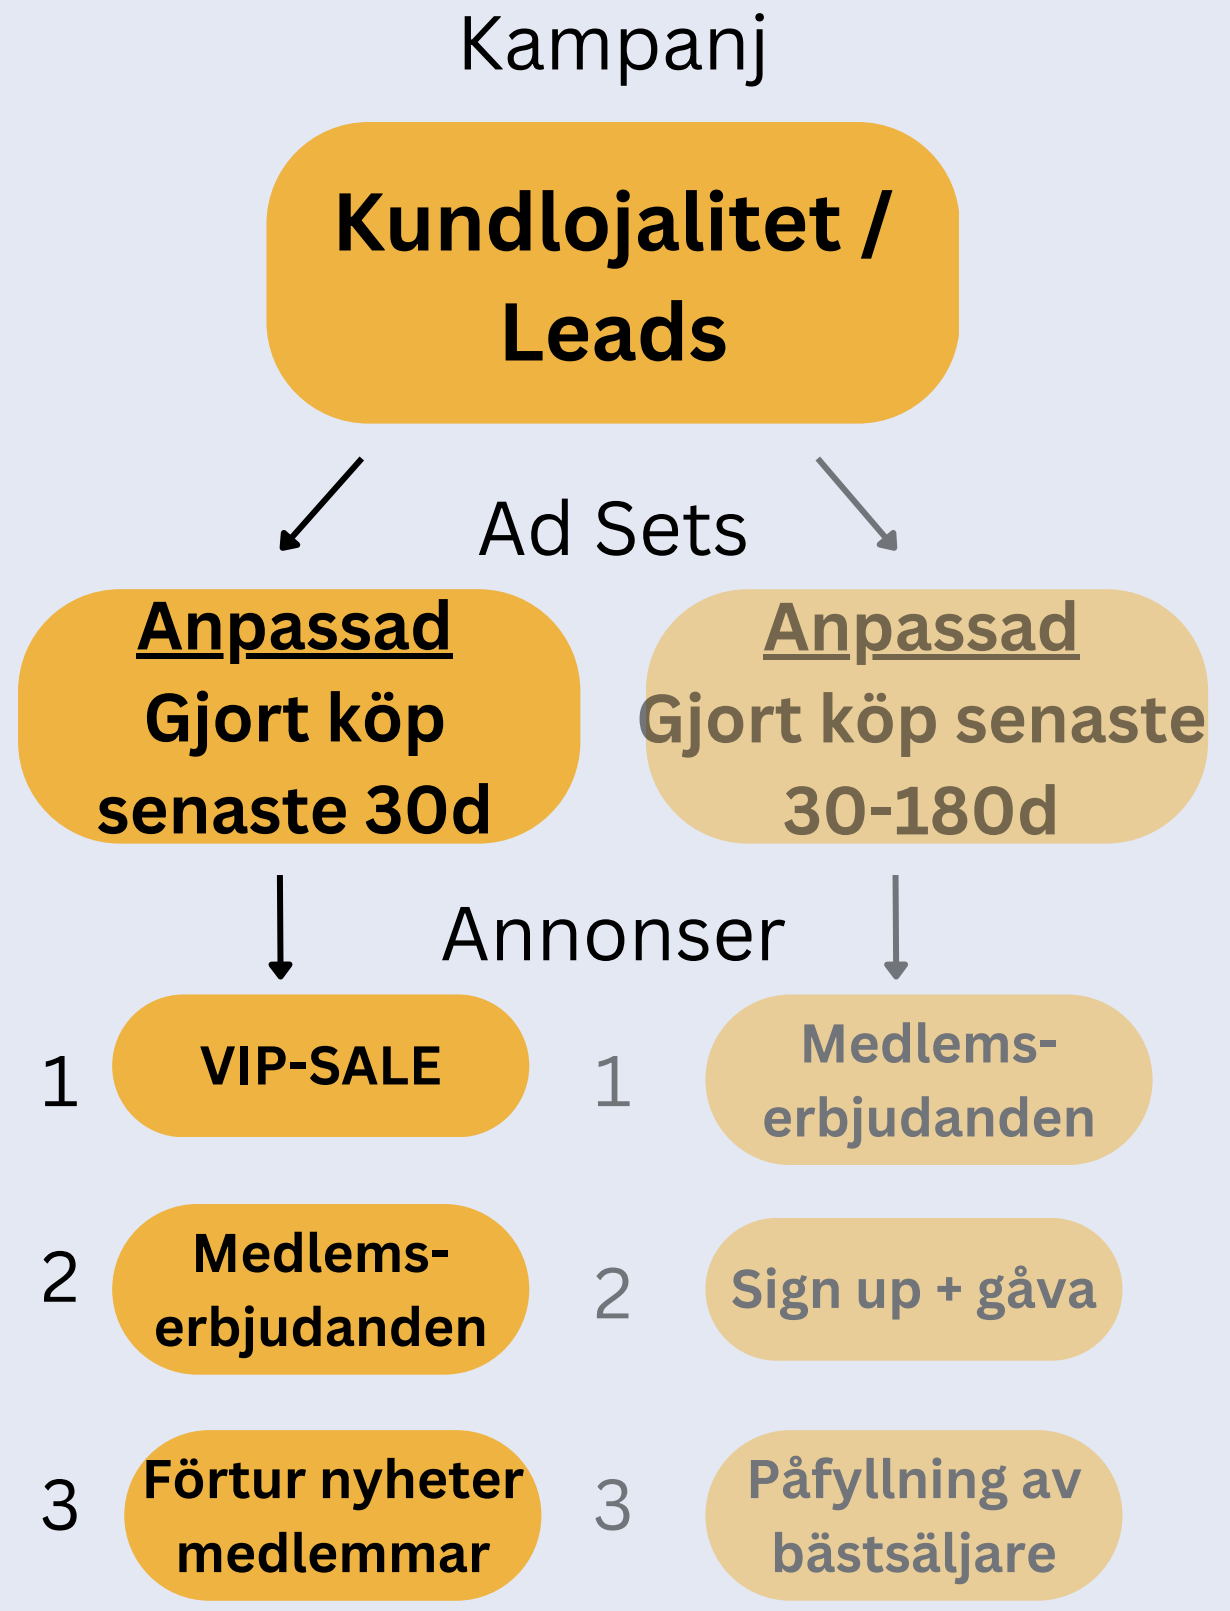 Kampanj
Kundlojalitet /
Leads
Ad Sets
Anpassad
Gjort köp
senaste 30d
Anpassad
Gjort köp senaste
30-180d
Annonser
1
VIP-SALE
1
Medlems-
erbjudanden
2
Medlems-
erbjudanden
2
Sign up + gåva
3
Förtur nyheter
medlemmar
3
Påfyllning av
bästsäljare